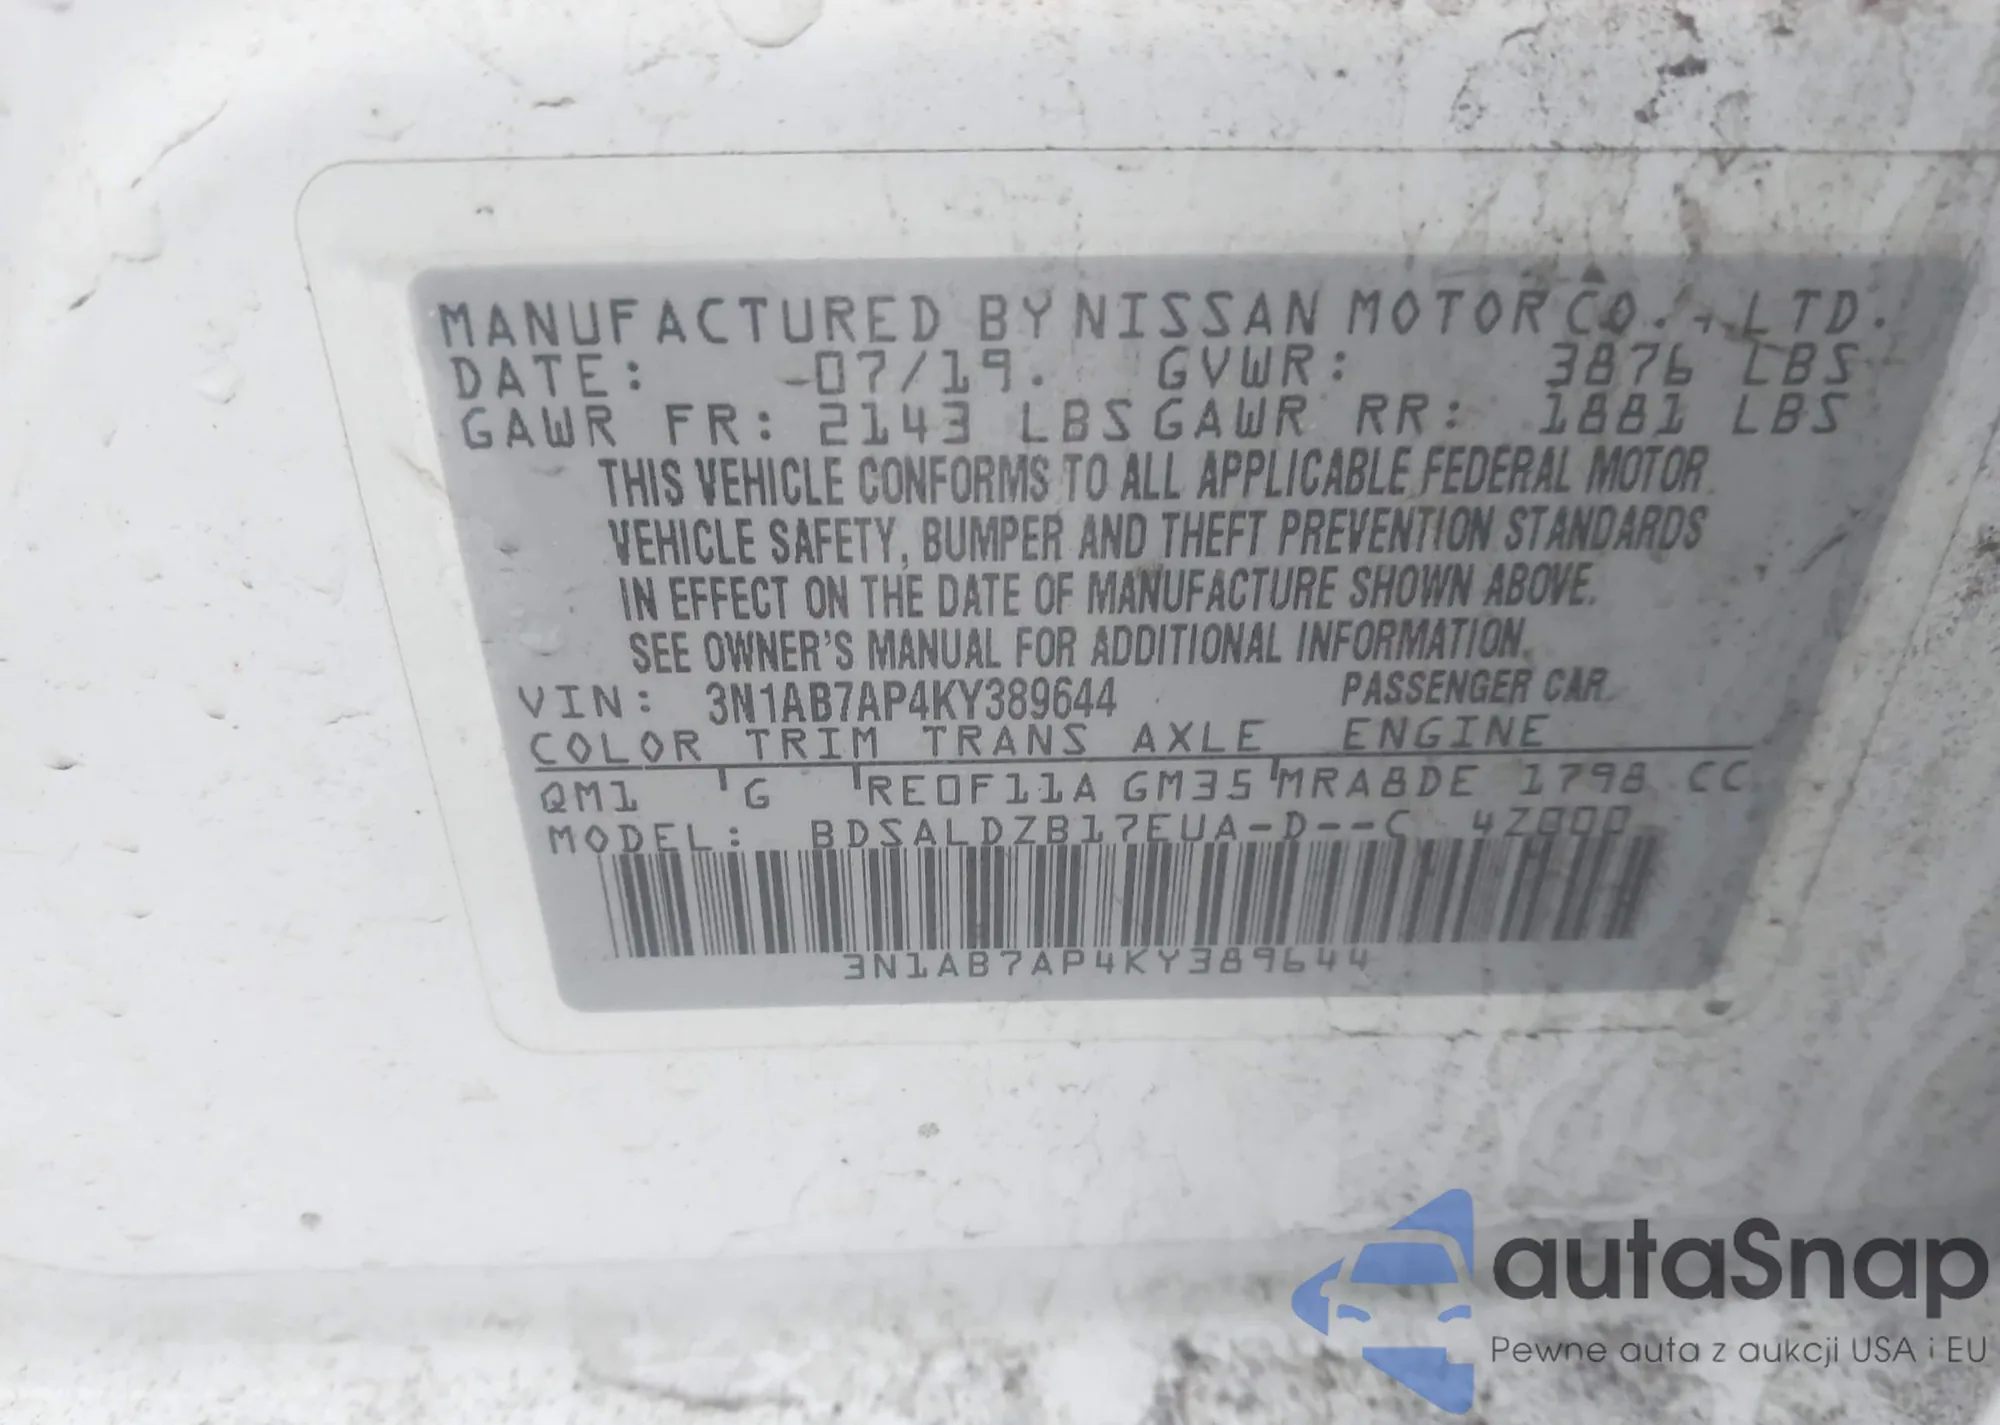 MANUFACTURED BY NISSAN MOTOR CO., LTD.
DATE: 07/19. GVWR: 3876 LBS
GAWR FR: 2143 LBS GAWR RR: 1881 LBS
THIS VEHICLE CONFORMS TO ALL APPLICABLE FEDERAL MOTOR
VEHICLE SAFETY, BUMPER AND THEFT PREVENTION STANDARDS
IN EFFECT ON THE DATE OF MANUFACTURE SHOWN ABOVE.
SEE OWNER'S MANUAL FOR ADDITIONAL INFORMATION.
VIN: 3N1AB7AP4KY389644 PASSENGER CAR
COLOR TRIM TRANS AXLE ENGINE
QM1 G RE0F11A GM35 MRA8DE 1798 CC
MODEL: BDSALDZB17EUA-D--C
3N1AB7AP4KY389644
autaSnap
Pewne auta z aukcji USA i EU